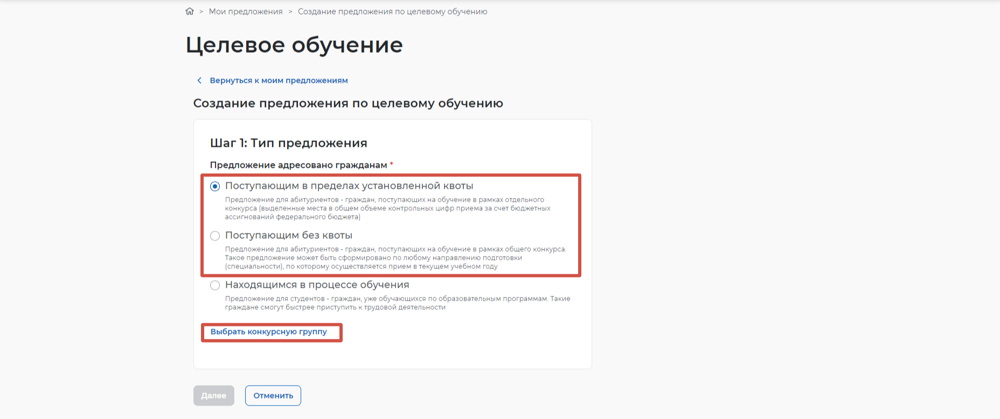 > Мои предложения > Создание предложения по целевому обучению
Целевое обучение
Вернуться к моим предложениям
Создание предложения по целевому обучению
Шаг 1: Тип предложения
Предложение адресовано гражданам *
Поступающим в пределах установленной квоты
Предложение для абитуриентов - граждан, поступающих на обучение в рамках отдельного
конкурса (выделенные места в общем объеме контрольных цифр приема за счет бюджетных
ассигнований федерального бюджета)
Поступающим без квоты
Предложение для абитуриентов - граждан, поступающих на обучение в рамках общего конкурса.
Такое предложение может быть сформировано по любому направлению подготовки
(специальности), по которому осуществляется прием в текущем учебном году
Находящимся в процессе обучения
Предложение для студентов - граждан, уже обучающихся по образовательным программам. Такие
граждане смогут быстрее приступить к трудовой деятельности
Выбрать конкурсную группу
Далее Отменить